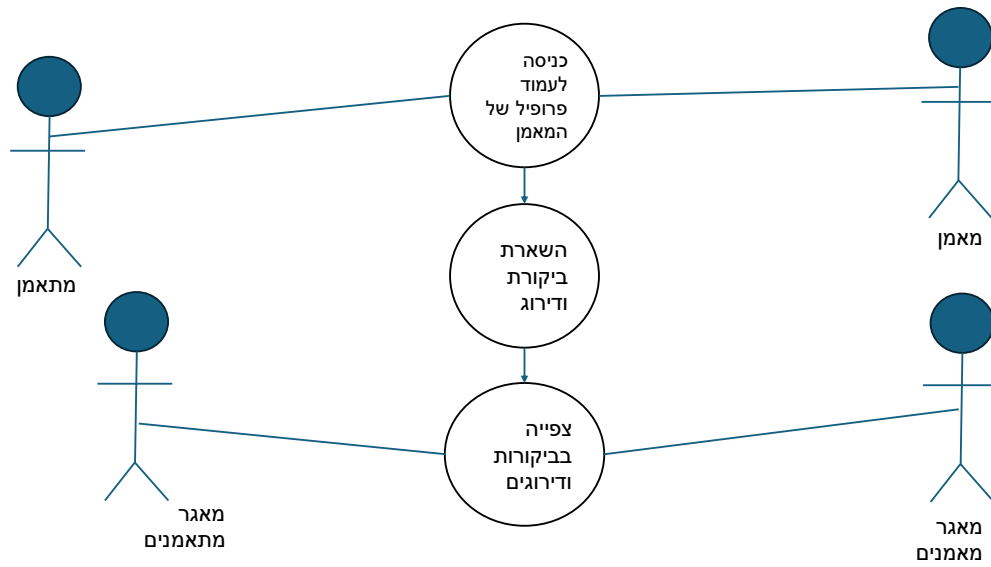 כניסה
לעמוד
פרופיל של
המאמן
מאמן
השארת
ביקורת
ודירוג
מתאמן
צפייה
בביקורות
ודירוגים
מאגר
מתאמנים
מאגר
מאמנים